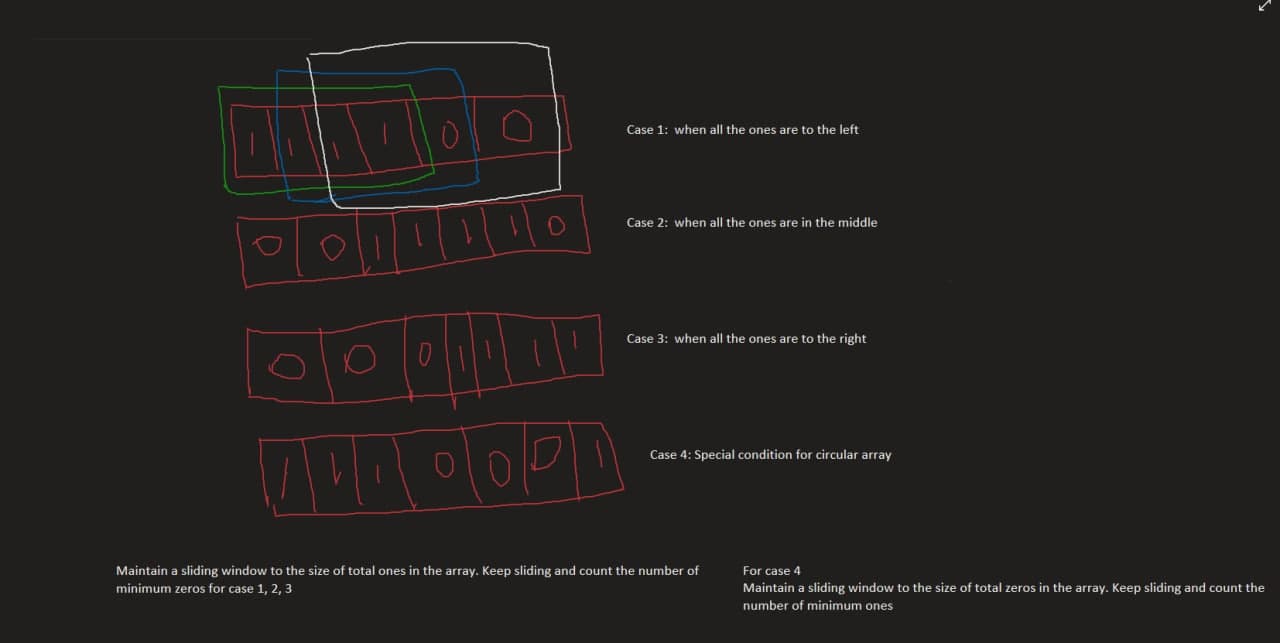 1 1 1 1 0 0
Case 1: when all the ones are to the left
0 0 1 1 1 1 0
Case 2: when all the ones are in the middle
0 0 0 1 1 1 1
Case 3: when all the ones are to the right
1 1 1 0 0 0 1
Case 4: Special condition for circular array
Maintain a sliding window to the size of total ones in the array. Keep sliding and count the number of
minimum zeros for case 1, 2, 3
For case 4
Maintain a sliding window to the size of total zeros in the array. Keep sliding and count the
number of minimum ones